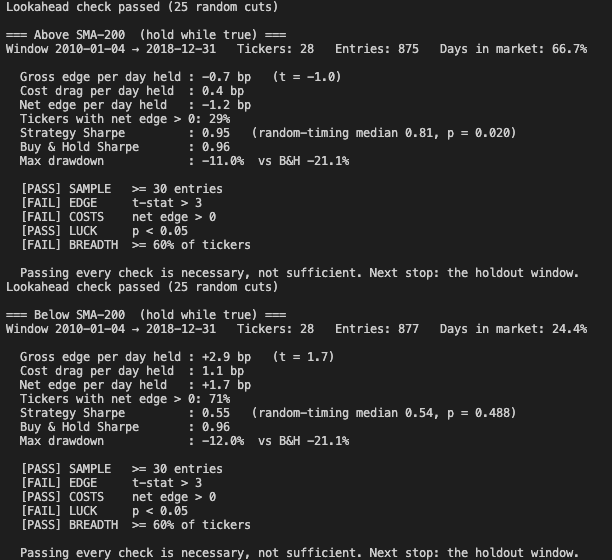 Lookahead check passed (25 random cuts)
=== Above SMA-200  (hold while true) ===
Window 2010-01-04 → 2018-12-31   Tickers: 28   Entries: 875   Days in market: 66.7%
Gross edge per day held : -0.7 bp   (t = -1.0)
Cost drag per day held  : 0.4 bp
Net edge per day held   : -1.2 bp
Tickers with net edge > 0: 29%
Strategy Sharpe         : 0.95   (random-timing median 0.81, p = 0.020)
Buy & Hold Sharpe       : 0.96
Max drawdown            : -11.0%  vs B&H -21.1%
[PASS] SAMPLE   >= 30 entries
[FAIL] EDGE     t-stat > 3
[FAIL] COSTS    net edge > 0
[PASS] LUCK     p < 0.05
[FAIL] BREADTH  >= 60% of tickers
Passing every check is necessary, not sufficient. Next stop: the holdout window.
Lookahead check passed (25 random cuts)
=== Below SMA-200  (hold while true) ===
Window 2010-01-04 → 2018-12-31   Tickers: 28   Entries: 877   Days in market: 24.4%
Gross edge per day held : +2.9 bp   (t = 1.7)
Cost drag per day held  : 1.1 bp
Net edge per day held   : +1.7 bp
Tickers with net edge > 0: 71%
Strategy Sharpe         : 0.55   (random-timing median 0.54, p = 0.488)
Buy & Hold Sharpe       : 0.96
Max drawdown            : -12.0%  vs B&H -21.1%
[PASS] SAMPLE   >= 30 entries
[FAIL] EDGE     t-stat > 3
[PASS] COSTS    net edge > 0
[FAIL] LUCK     p < 0.05
[PASS] BREADTH  >= 60% of tickers
Passing every check is necessary, not sufficient. Next stop: the holdout window.